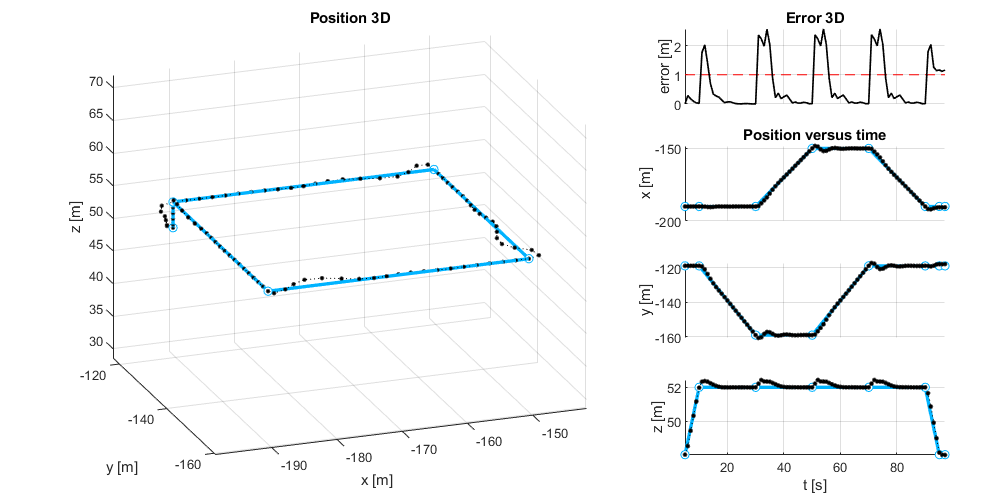 Position 3D
70
65
60
55
50
45
40
35
30
z [m]
-120
-140
-160
y [m]
-190
-180
-170
-160
-150
x [m]
Error 3D
2
1
0
error [m]
Position versus time
-150
-200
x [m]
-120
-140
-160
y [m]
52
50
z [m]
20
40
60
80
t [s]